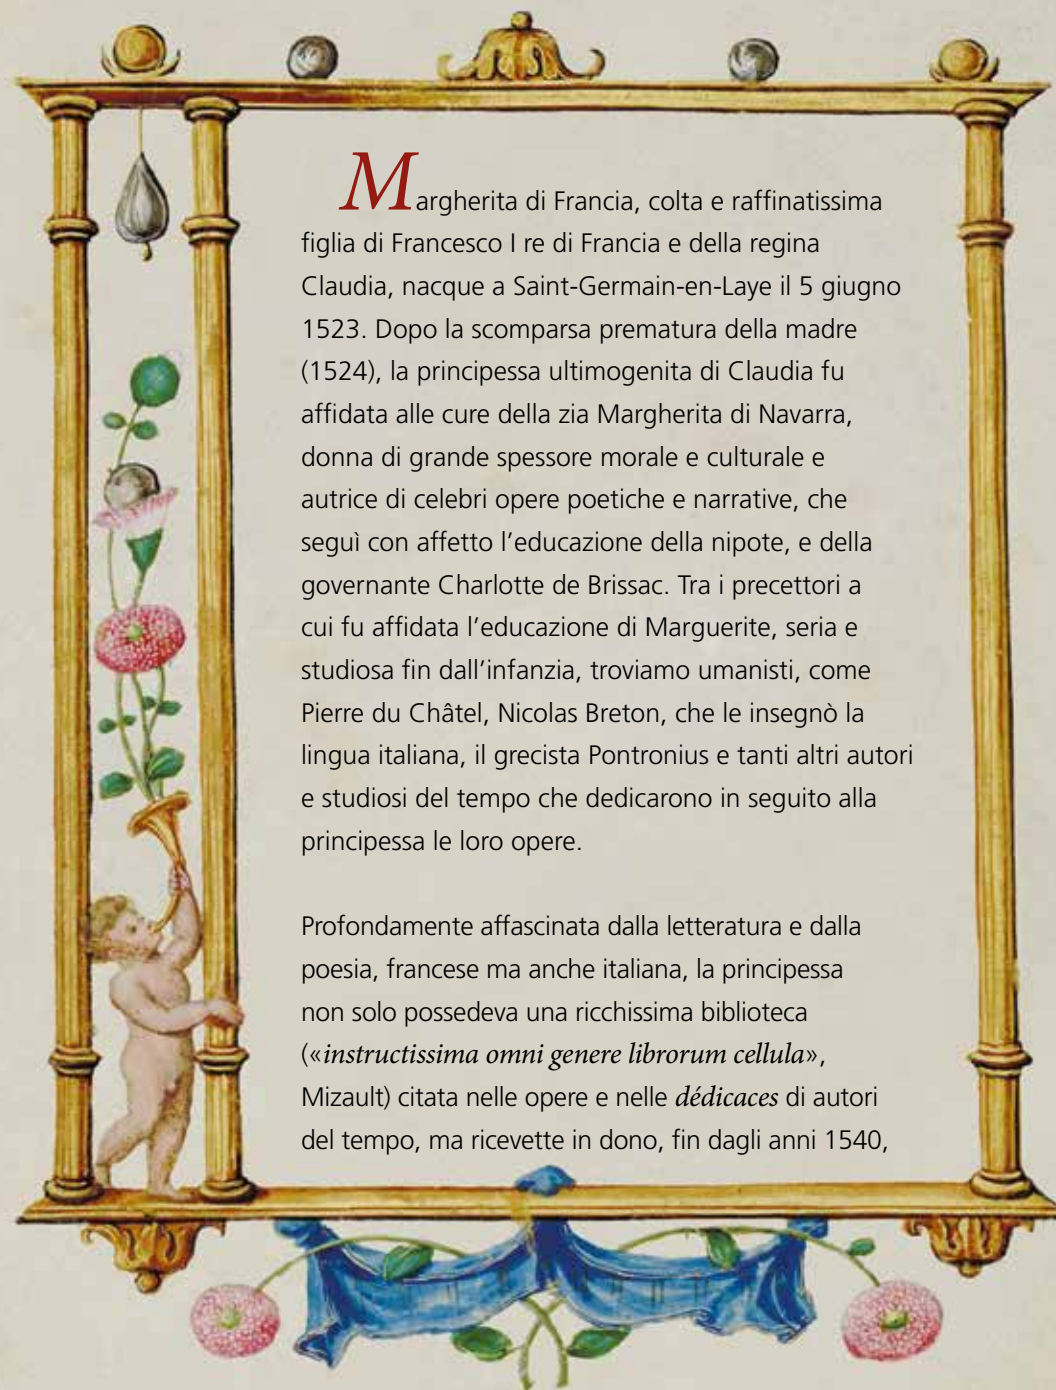 Margherita di Francia, colta e raffinatissima
figlia di Francesco I re di Francia e della regina
Claudia, nacque a Saint-Germain-en-Laye il 5 giugno
1523. Dopo la scomparsa prematura della madre
(1524), la principessa ultimogenita di Claudia fu
affidata alle cure della zia Margherita di Navarra,
donna di grande spessore morale e culturale e
autrice di celebri opere poetiche e narrative, che
seguì con affetto l’educazione della nipote, e della
governante Charlotte de Brissac. Tra i precettori a
cui fu affidata l’educazione di Marguerite, seria e
studiosa fin dall’infanzia, troviamo umanisti, come
Pierre du Châtel, Nicolas Breton, che le insegnò la
lingua italiana, il grecista Pontronius e tanti altri autori
e studiosi del tempo che dedicarono in seguito alla
principessa le loro opere.
Profondamente affascinata dalla letteratura e dalla
poesia, francese ma anche italiana, la principessa
non solo possedeva una ricchissima biblioteca
(«instructissima omni genere librorum cellula»,
Mizault) citata nelle opere e nelle dédicaces di autori
del tempo, ma ricevette in dono, fin dagli anni 1540,